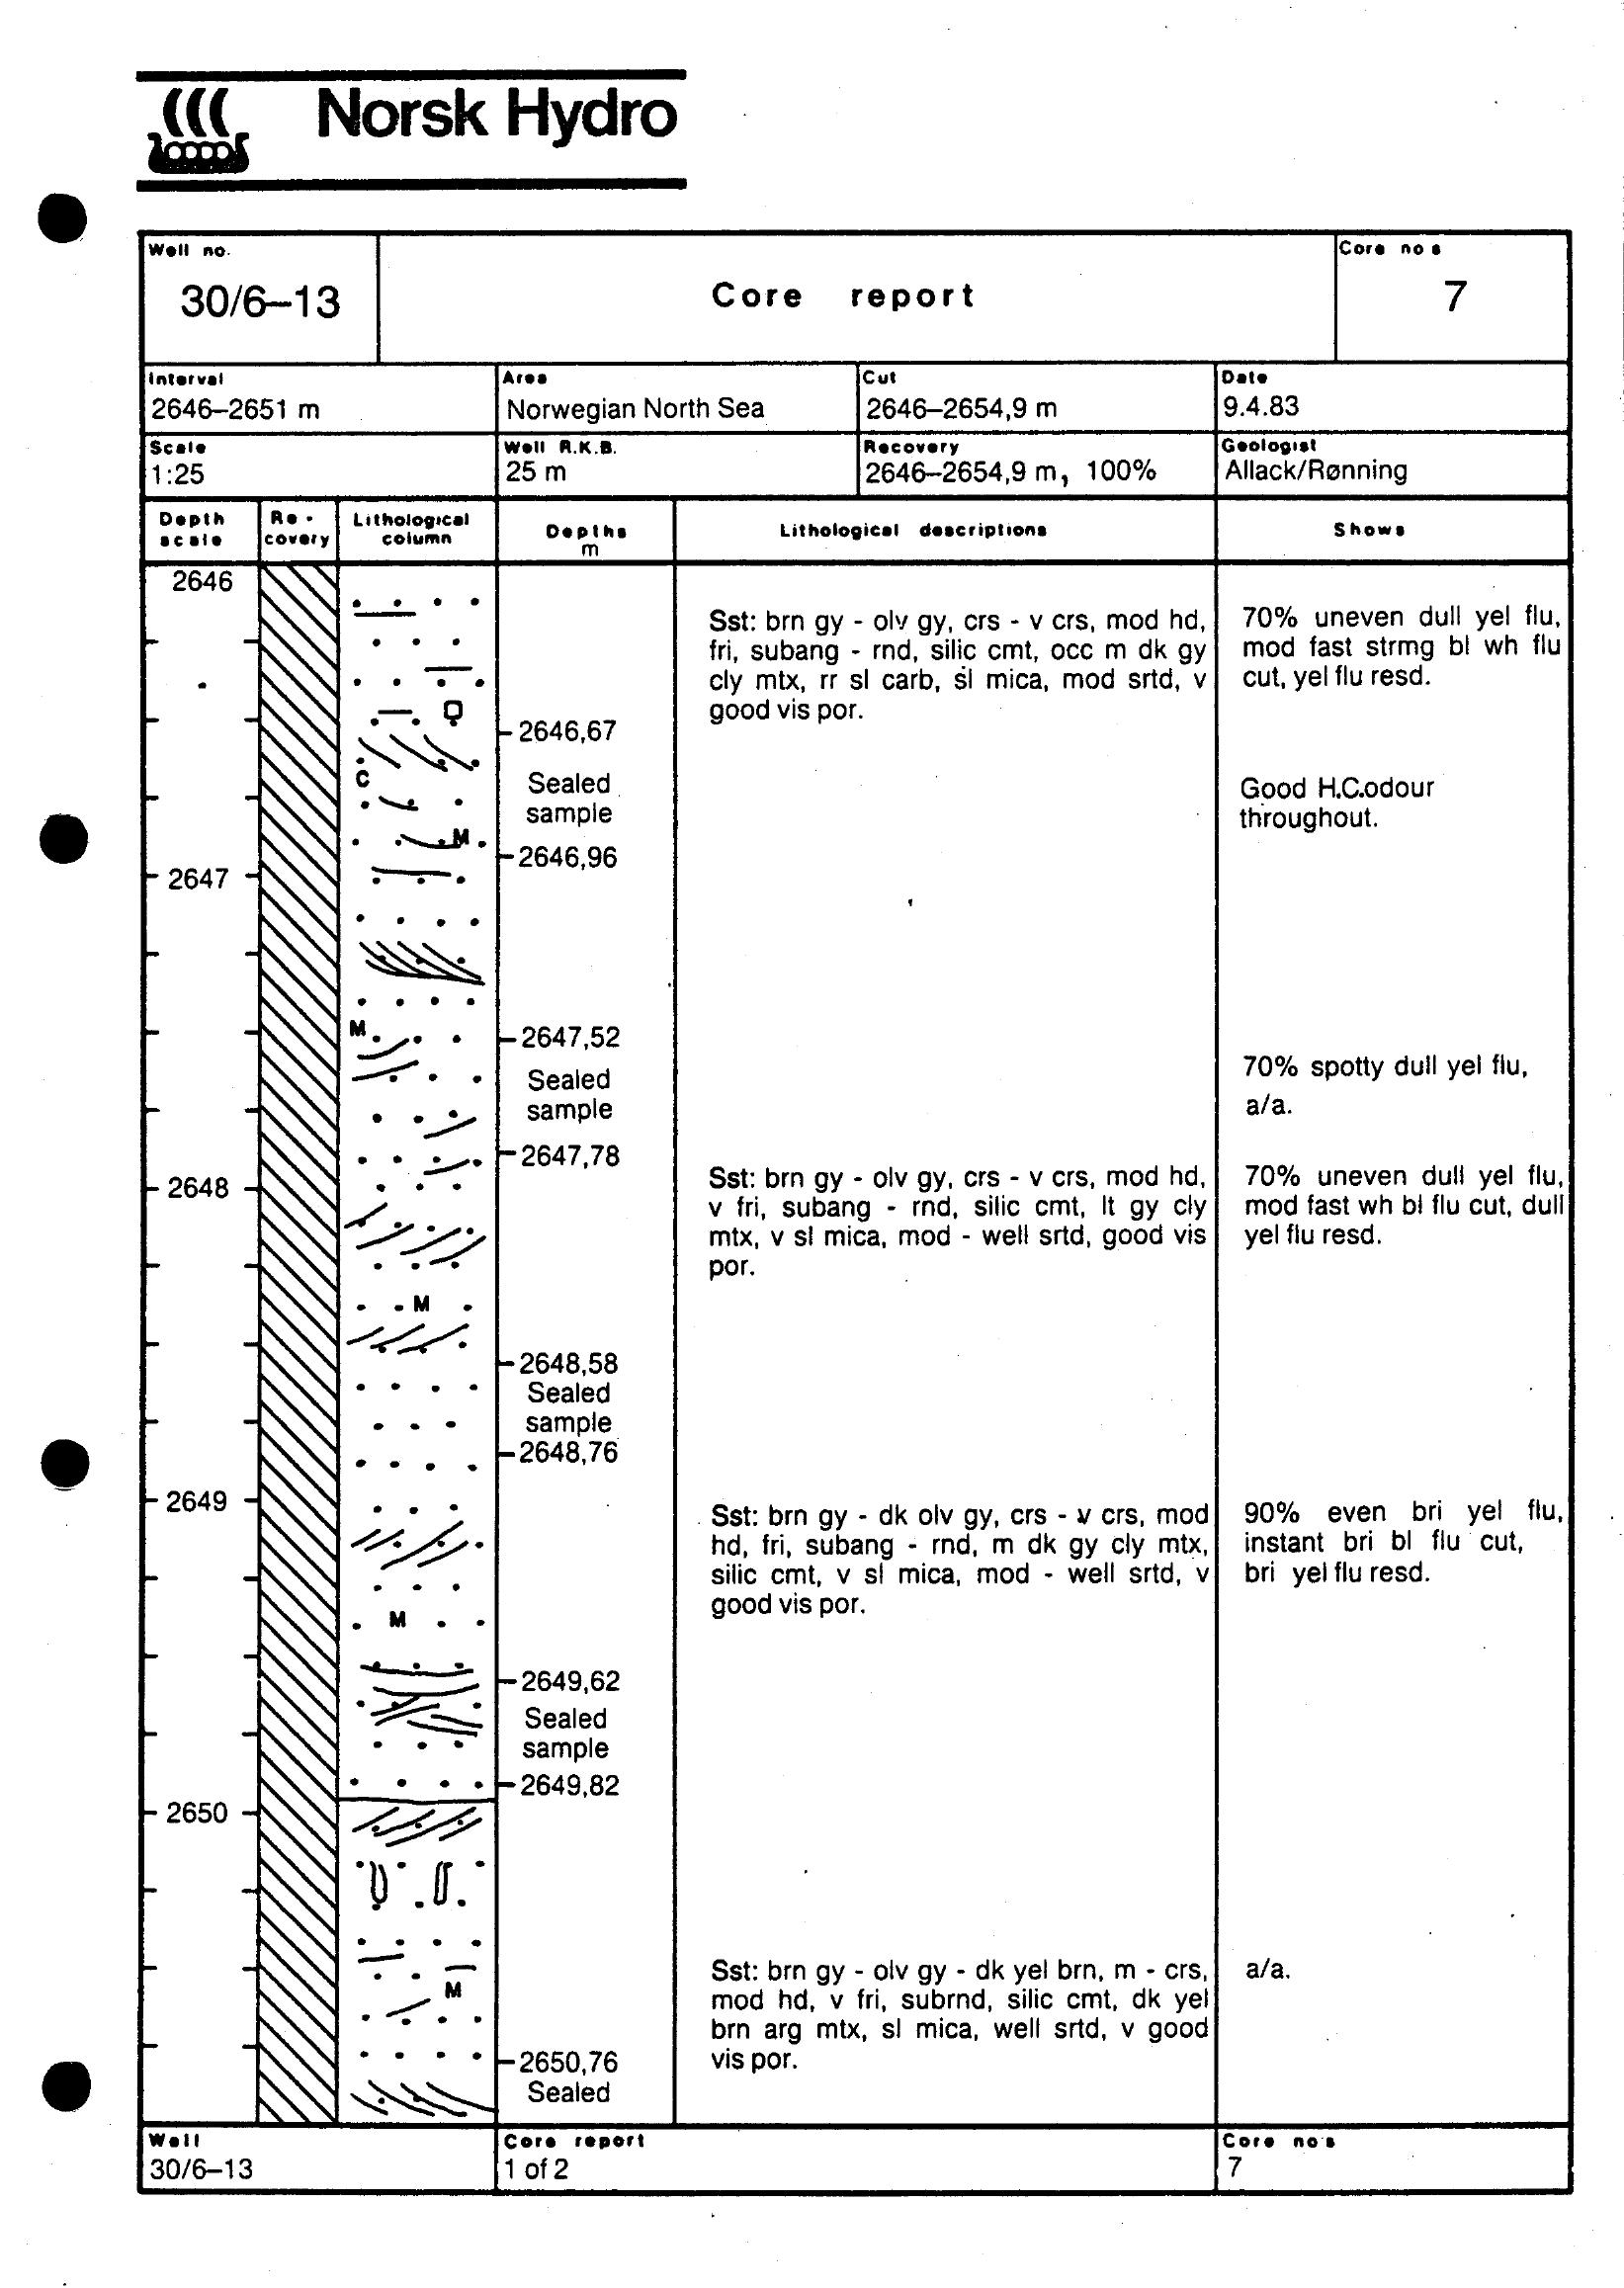 Norsk Hydro
Well no.
30/6–13
Core report
Core no s
7
Interval
2646–2651 m
Area
Norwegian North Sea
Cut
2646–2654,9 m
Date
9.4.83
Scale
1:25
Well R.K.B.
25 m
Recovery
2646–2654,9 m, 100%
Geologist
Allack/Rønning
Depth
scale
Re-
covery
Lithological
column
Depths
m
Lithological descriptions
Shows
2646
Sst: brn gy - olv gy, crs - v crs, mod hd,
fri, subang - rnd, silic cmt, occ m dk gy
cly mtx, rr sl carb, sl mica, mod srtd, v
good vis por.
70% uneven dull yel flu,
mod fast strmg bl wh flu
cut, yel flu resd.
2646,67
C
Sealed
sample
Good H.C.odour
throughout.
M
2646,96
2647
M
2647,52
Sealed
sample
70% spotty dull yel flu,
a/a.
2647,78
2648
Sst: brn gy - olv gy, crs - v crs, mod hd,
v fri, subang - rnd, silic cmt, lt gy cly
mtx, v sl mica, mod - well srtd, good vis
por.
70% uneven dull yel flu,
mod fast wh bl flu cut, dull
yel flu resd.
M
2648,58
Sealed
sample
2648,76
2649
Sst: brn gy - dk olv gy, crs - v crs, mod
hd, fri, subang - rnd, m dk gy cly mtx,
silic cmt, v sl mica, mod - well srtd, v
good vis por.
90% even bri yel flu,
instant bri bl flu cut,
bri yel flu resd.
M
2649,62
Sealed
sample
2649,82
2650
M
Sst: brn gy - olv gy - dk yel brn, m - crs,
mod hd, v fri, subrnd, silic cmt, dk yel
brn arg mtx, sl mica, well srtd, v good
vis por.
a/a.
2650,76
Sealed
Well
30/6–13
Core report
1 of 2
Core no's
7